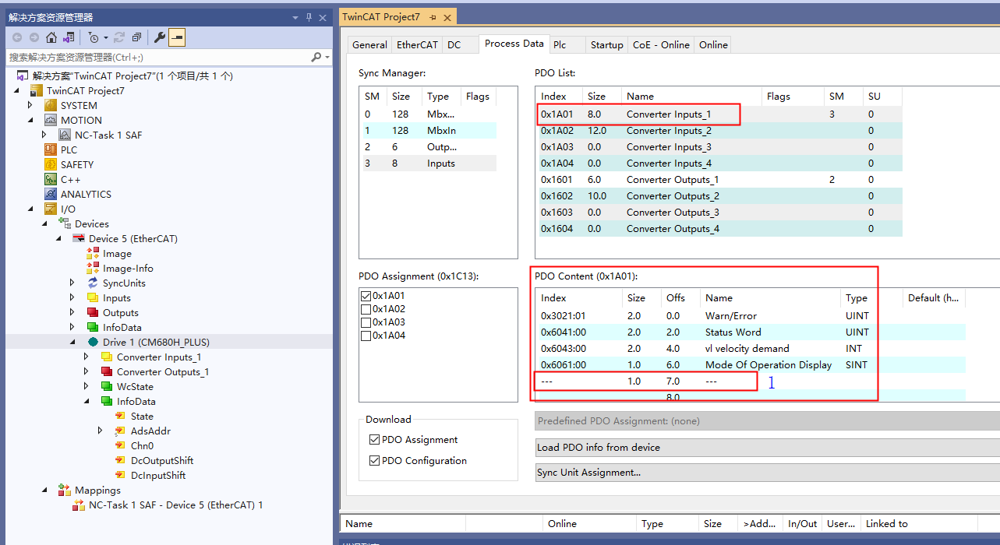 解决方案资源管理器
搜索解决方案资源管理器(Ctrl+;)
解决方案"TwinCAT Project7"(1 个项目/共 1 个)
TwinCAT Project7
SYSTEM
MOTION
NC-Task 1 SAF
PLC
SAFETY
C++
ANALYTICS
I/O
Devices
Device 5 (EtherCAT)
Image
Image-Info
SyncUnits
Inputs
Outputs
InfoData
Drive 1 (CM680H_PLUS)
Converter Inputs_1
Converter Outputs_1
WcState
InfoData
State
AdsAddr
Chn0
DcOutputShift
DcInputShift
Mappings
NC-Task 1 SAF - Device 5 (EtherCAT) 1
TwinCAT Project7
General EtherCAT DC Process Data Plc Startup CoE - Online Online
Sync Manager:
SM Size Type Flags
0 128 Mbx...
1 128 MbxIn
2 6 Outp...
3 8 Inputs
PDO List:
Index Size Name Flags SM SU
0x1A01 8.0 Converter Inputs_1 3 0
0x1A02 12.0 Converter Inputs_2 0
0x1A03 0.0 Converter Inputs_3 0
0x1A04 0.0 Converter Inputs_4 0
0x1601 6.0 Converter Outputs_1 2 0
0x1602 10.0 Converter Outputs_2 0
0x1603 0.0 Converter Outputs_3 0
0x1604 0.0 Converter Outputs_4 0
PDO Assignment (0x1C13):
0x1A01
0x1A02
0x1A03
0x1A04
PDO Content (0x1A01):
Index Size Offs Name Type Default (h...
0x3021:01 2.0 0.0 Warn/Error UINT
0x6041:00 2.0 2.0 Status Word UINT
0x6043:00 2.0 4.0 vl velocity demand INT
0x6061:00 1.0 6.0 Mode Of Operation Display SINT
--- 1.0 7.0 --- 1
8.0
Download
PDO Assignment
PDO Configuration
Predefined PDO Assignment: (none)
Load PDO info from device
Sync Unit Assignment...
Name Online Type Size >Add... In/Out User... Linked to